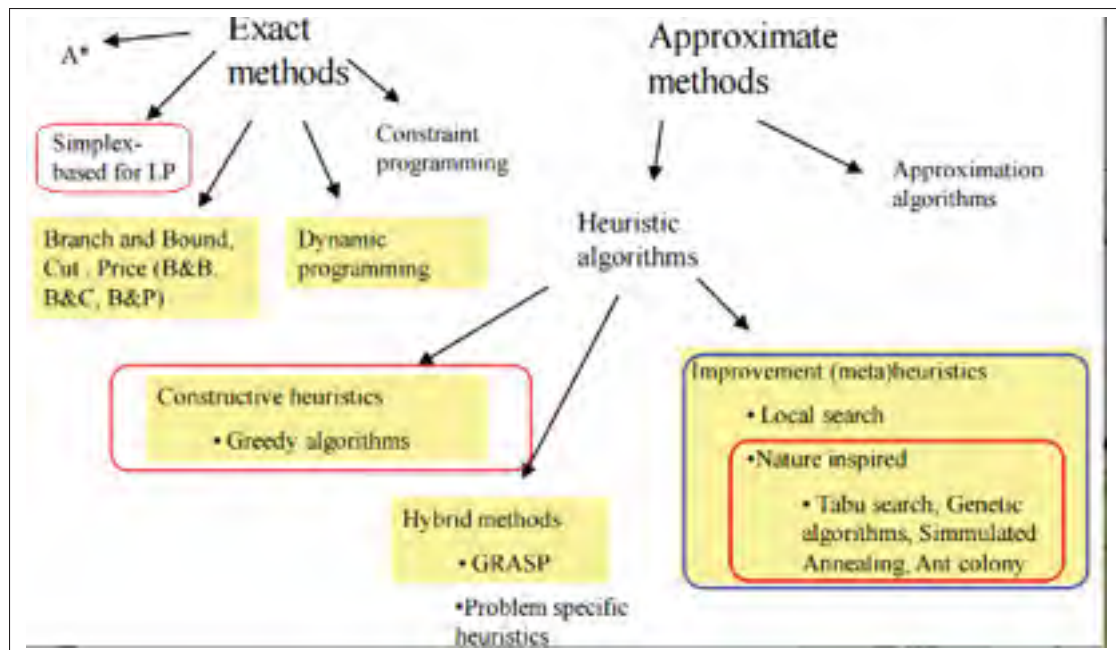 Exact
methods
A*
Simplex-
based for LP
Constraint
programming
Branch and Bound,
Cut . Price (B&B.
B&C, B&P)
Dynamic
programming
Approximate
methods
Approximation
algorithms
Heuristic
algorithms
Constructive heuristics
• Greedy algorithms
Hybrid methods
• GRASP
•Problem specific
heuristics
Improvement (meta)heuristics
• Local search
•Nature inspired
• Tabu search, Genetic
algorithms, Simmulated
Annealing, Ant colony